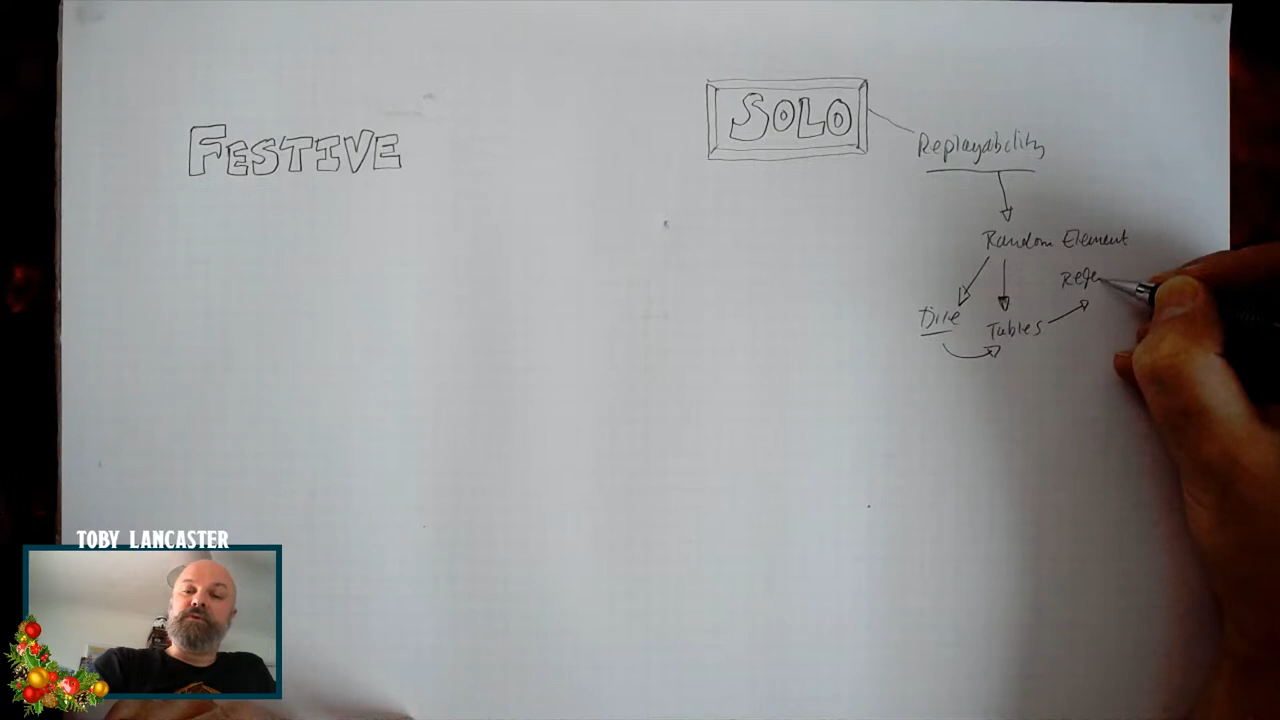 FESTIVE
SOLO
Replayability
Random Element
Refe
Dice
Tables
TOBY LANCASTER